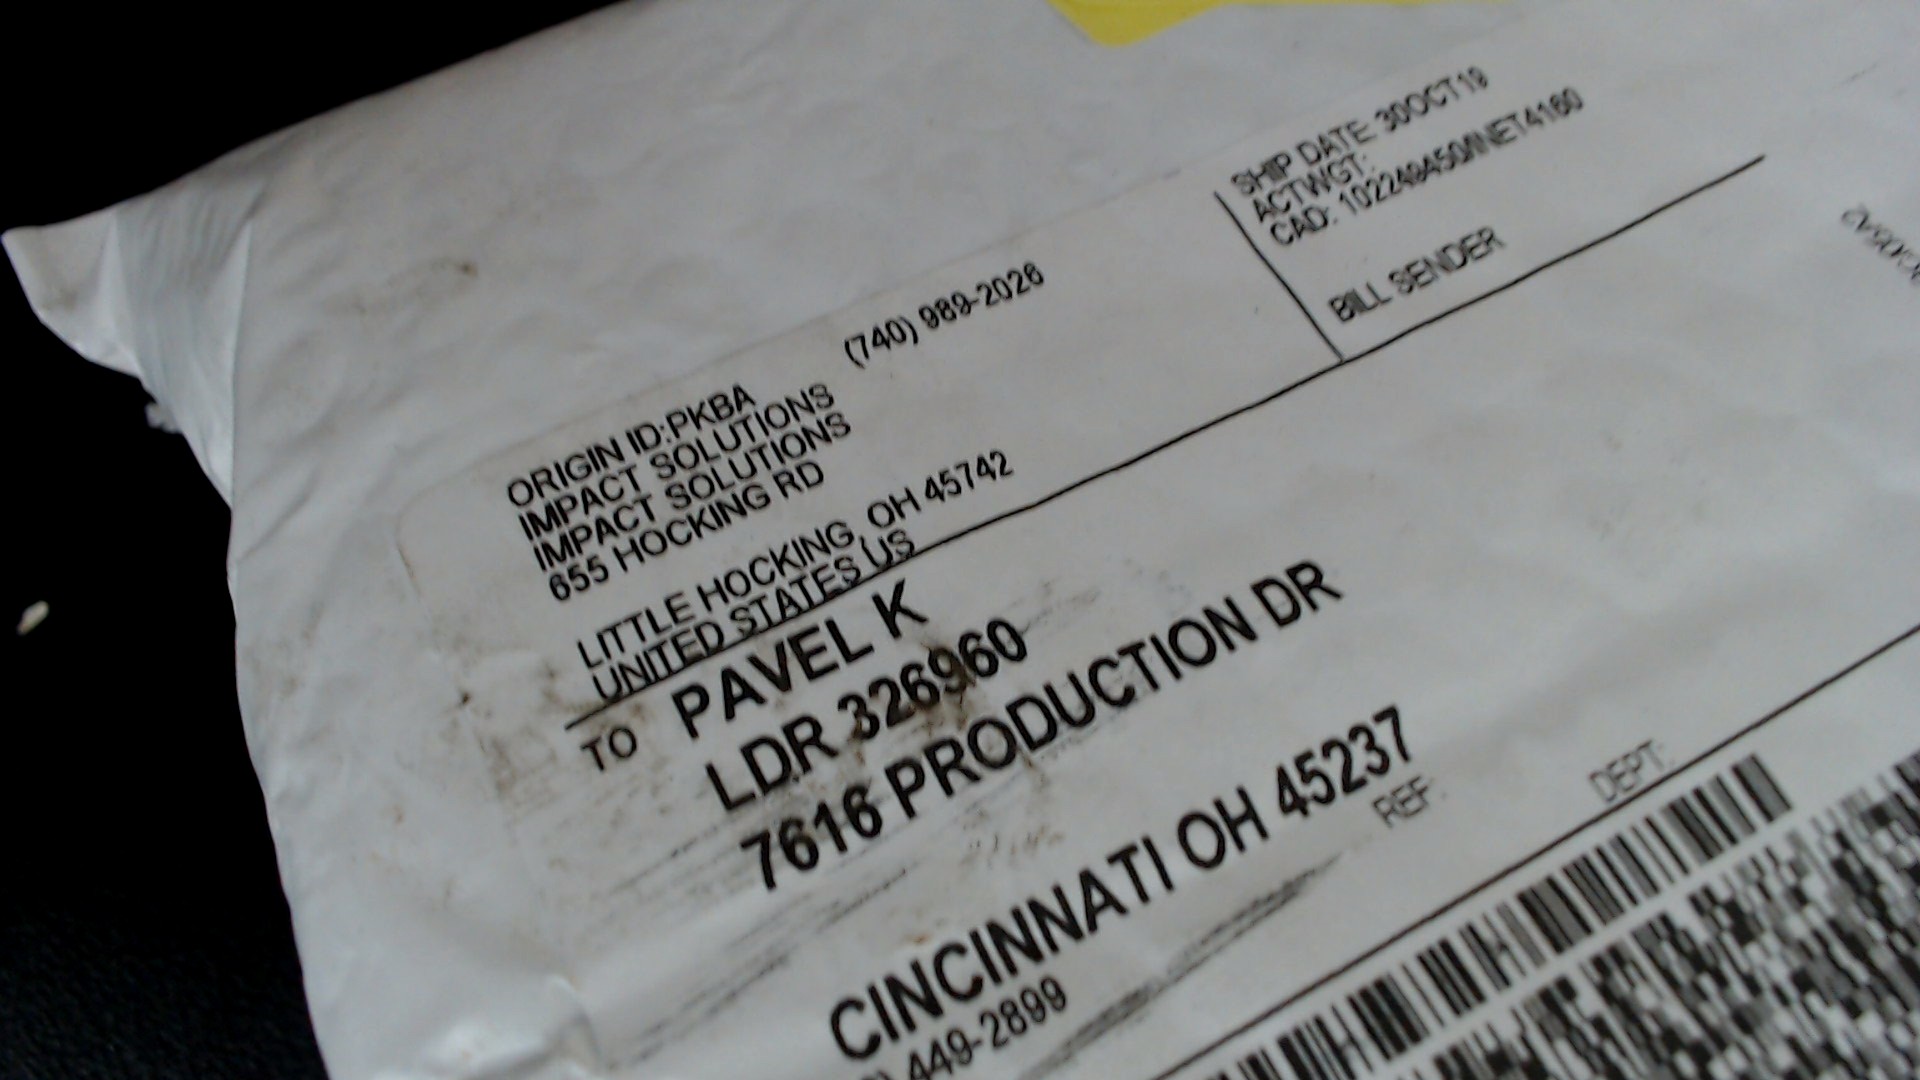 ORIGIN ID:PKBA (740) 989-2026
IMPACT SOLUTIONS
IMPACT SOLUTIONS
655 HOCKING RD
LITTLE HOCKING, OH 45742
UNITED STATES US
SHIP DATE: 30OCT19
ACTWGT:
CAD: 102249450/INET4160
BILL SENDER
TO PAVEL K
LDR 326960
7616 PRODUCTION DR
CINCINNATI OH 45237
449-2899
REF:
DEPT: